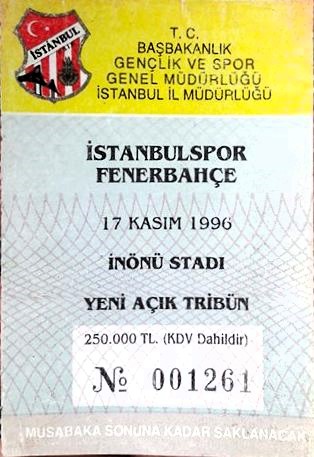 İSTANBUL
T. C.
BAŞBAKANLIK
GENÇLİK VE SPOR
GENEL MÜDÜRLÜĞÜ
İSTANBUL İL MÜDÜRLÜĞÜ
İSTANBULSPOR
FENERBAHÇE
17 KASIM 1996
İNÖNÜ STADI
YENİ AÇIK TRİBÜN
250.000 TL. (KDV Dahildir)
№ 001261
MUSABAKA SONUNA KADAR SAKLANACAK